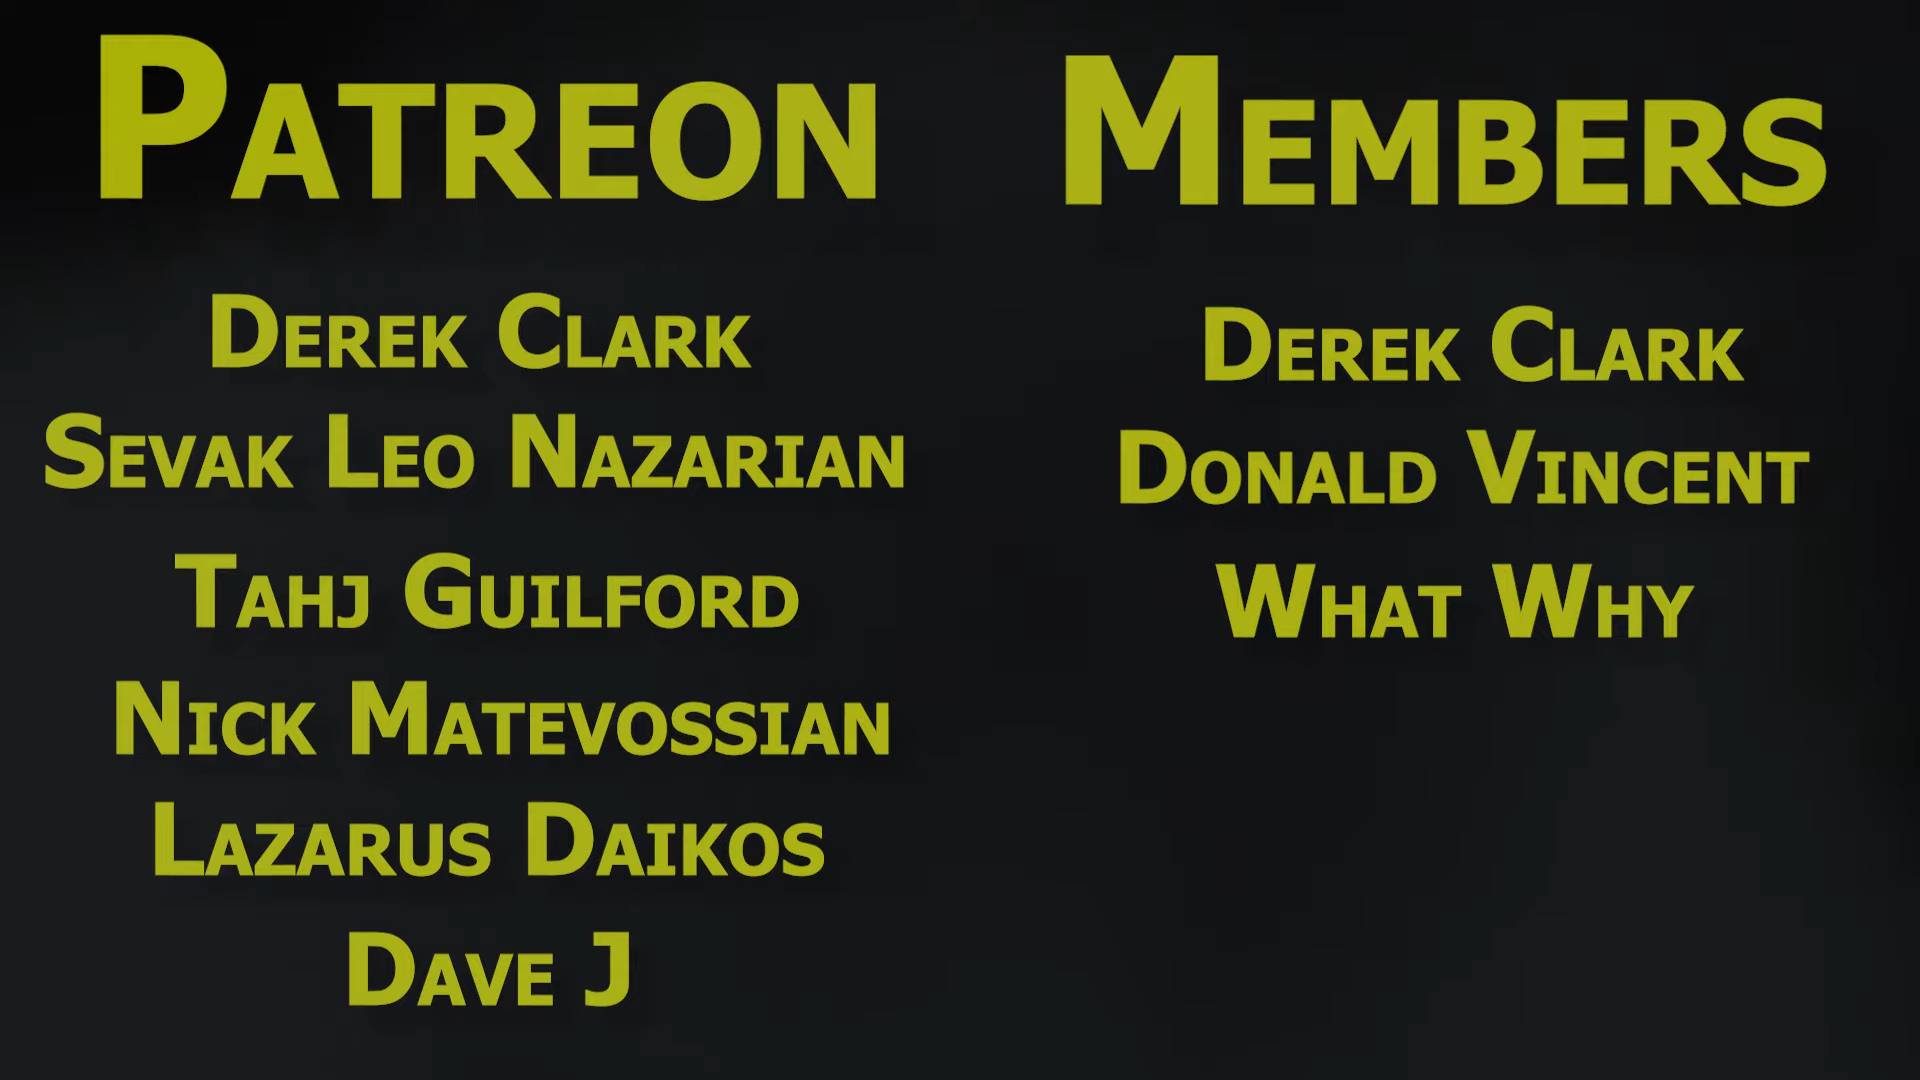 PATREON
DEREK CLARK
SEVAK LEO NAZARIAN
TAHJ GUILFORD
NICK MATEVOSSIAN
LAZARUS DAIKOS
DAVE J
MEMBERS
DEREK CLARK
DONALD VINCENT
WHAT WHY